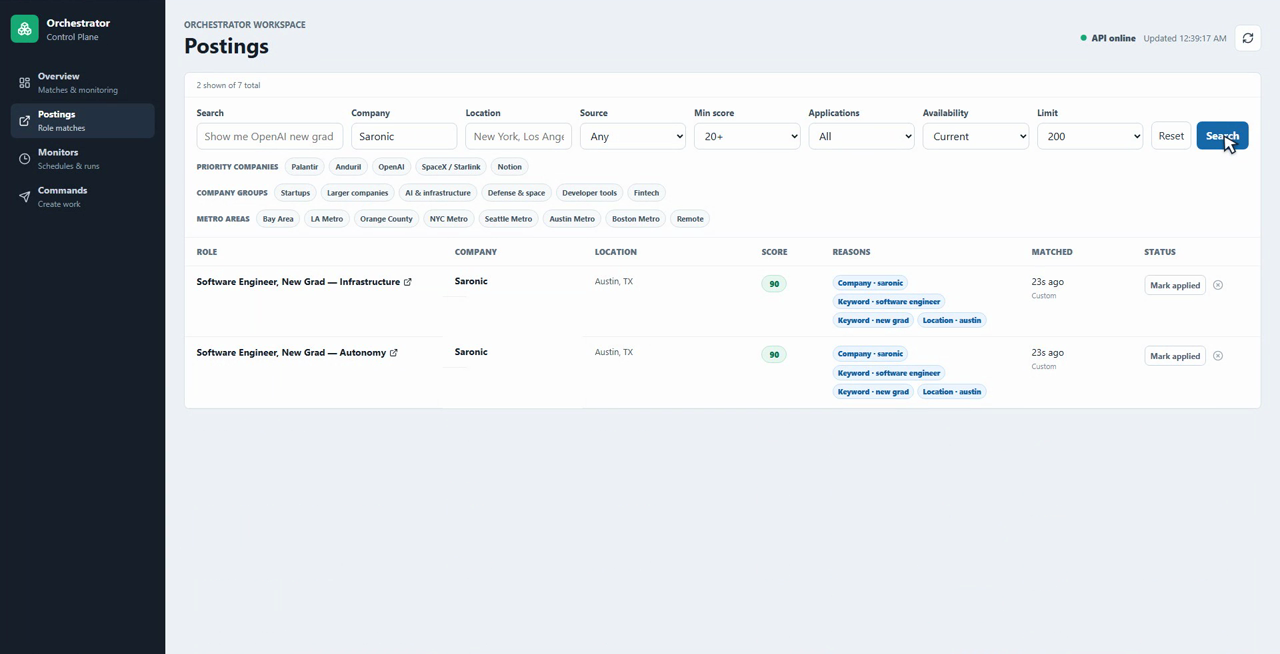 Orchestrator
Control Plane
Overview
Matches & monitoring
Postings
Role matches
Monitors
Schedules & runs
Commands
Create work
ORCHESTRATOR WORKSPACE
Postings
API online Updated 12:39:17 AM
2 shown of 7 total
Search Company Location Source Min score Applications Availability Limit
Show me OpenAI new grad Saronic New York, Los Ange Any 20+ All Current 200 Reset Search
PRIORITY COMPANIES Palantir Anduril OpenAI SpaceX / Starlink Notion
COMPANY GROUPS Startups Larger companies AI & infrastructure Defense & space Developer tools Fintech
METRO AREAS Bay Area LA Metro Orange County NYC Metro Seattle Metro Austin Metro Boston Metro Remote
ROLE COMPANY LOCATION SCORE REASONS MATCHED STATUS
Software Engineer, New Grad — Infrastructure Saronic Austin, TX 90 Company · saronic 23s ago Mark applied
Keyword · software engineer Custom
Keyword · new grad Location · austin
Software Engineer, New Grad — Autonomy Saronic Austin, TX 90 Company · saronic 23s ago Mark applied
Keyword · software engineer Custom
Keyword · new grad Location · austin